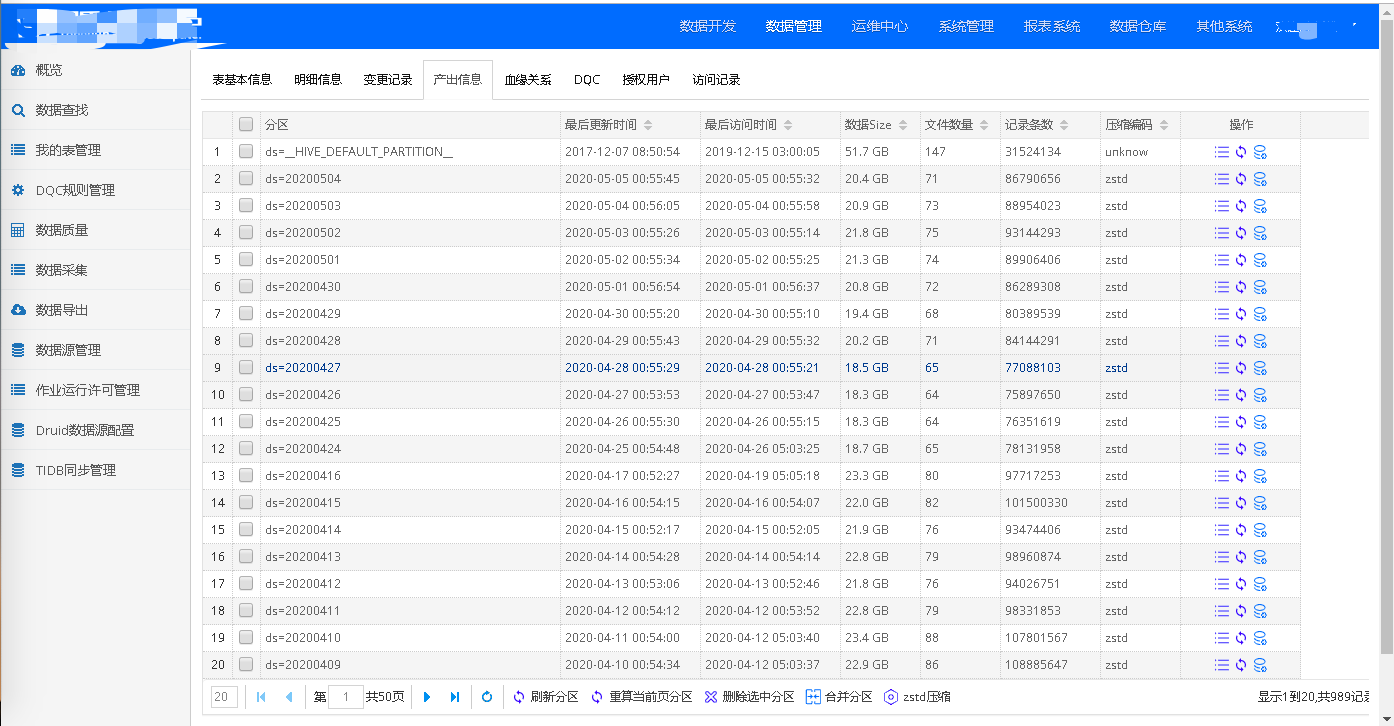 数据开发 数据管理 运维中心 系统管理 报表系统 数据仓库 其他系统
概览
数据查找
我的表管理
DQC规则管理
数据质量
数据采集
数据导出
数据源管理
作业运行许可管理
Druid数据源配置
TIDB同步管理
表基本信息 明细信息 变更记录 产出信息 血缘关系 DQC 授权用户 访问记录
分区 最后更新时间 最后访问时间 数据Size 文件数量 记录条数 压缩编码 操作
1 ds=__HIVE_DEFAULT_PARTITION__ 2017-12-07 08:50:54 2019-12-15 03:00:05 51.7 GB 147 31524134 unknow
2 ds=20200504 2020-05-05 00:55:45 2020-05-05 00:55:32 20.4 GB 71 86790656 zstd
3 ds=20200503 2020-05-04 00:56:05 2020-05-04 00:55:58 20.9 GB 73 88954023 zstd
4 ds=20200502 2020-05-03 00:55:26 2020-05-03 00:55:14 21.8 GB 75 93144293 zstd
5 ds=20200501 2020-05-02 00:55:34 2020-05-02 00:55:25 21.3 GB 74 89906406 zstd
6 ds=20200430 2020-05-01 00:56:54 2020-05-01 00:56:37 20.8 GB 72 86289308 zstd
7 ds=20200429 2020-04-30 00:55:20 2020-04-30 00:55:10 19.4 GB 68 80389539 zstd
8 ds=20200428 2020-04-29 00:55:43 2020-04-29 00:55:32 20.2 GB 71 84144291 zstd
9 ds=20200427 2020-04-28 00:55:29 2020-04-28 00:55:21 18.5 GB 65 77088103 zstd
10 ds=20200426 2020-04-27 00:53:53 2020-04-27 00:53:47 18.3 GB 64 75897650 zstd
11 ds=20200425 2020-04-26 00:55:30 2020-04-26 00:55:15 18.3 GB 64 76351619 zstd
12 ds=20200424 2020-04-25 00:54:48 2020-04-26 05:03:25 18.7 GB 65 78131958 zstd
13 ds=20200416 2020-04-17 00:52:27 2020-04-19 05:05:18 23.3 GB 80 97717253 zstd
14 ds=20200415 2020-04-16 00:54:15 2020-04-16 00:54:07 22.0 GB 82 101500330 zstd
15 ds=20200414 2020-04-15 00:52:17 2020-04-15 00:52:05 21.9 GB 76 93474406 zstd
16 ds=20200413 2020-04-14 00:54:28 2020-04-14 00:54:14 22.8 GB 79 98960874 zstd
17 ds=20200412 2020-04-13 00:53:06 2020-04-13 00:52:46 21.8 GB 76 94026751 zstd
18 ds=20200411 2020-04-12 00:54:12 2020-04-12 00:53:52 22.8 GB 79 98331853 zstd
19 ds=20200410 2020-04-11 00:54:00 2020-04-12 05:03:40 23.4 GB 88 107801567 zstd
20 ds=20200409 2020-04-10 00:54:34 2020-04-12 05:03:37 22.9 GB 86 108885647 zstd
20 第 1 共50页 刷新分区 重算当前页分区 删除选中分区 合并分区 zstd压缩 显示1到20,共989记